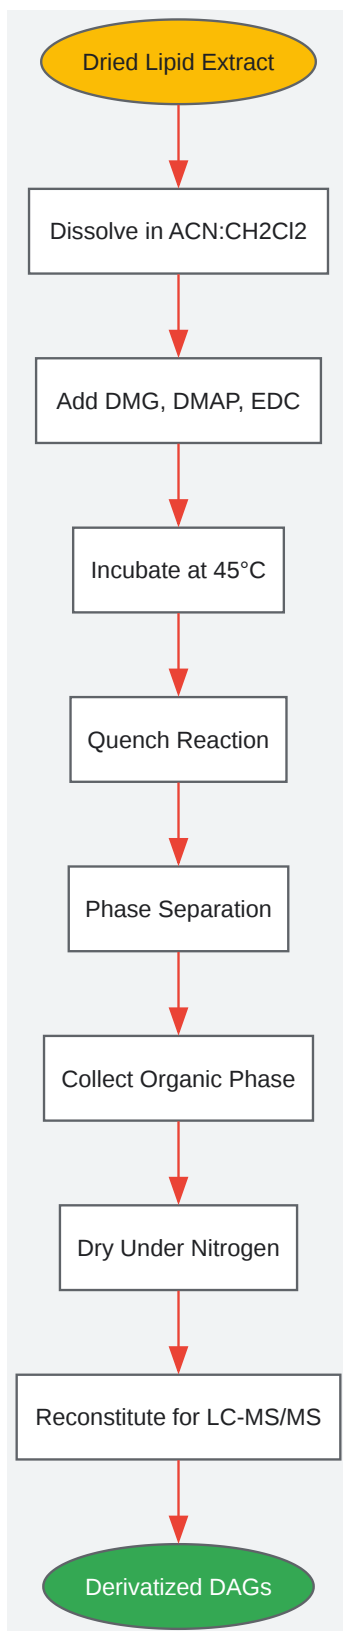 Dried Lipid Extract
Dissolve in ACN:CH2Cl2
Add DMG, DMAP, EDC
Incubate at 45°C
Quench Reaction
Phase Separation
Collect Organic Phase
Dry Under Nitrogen
Reconstitute for LC-MS/MS
Derivatized DAGs